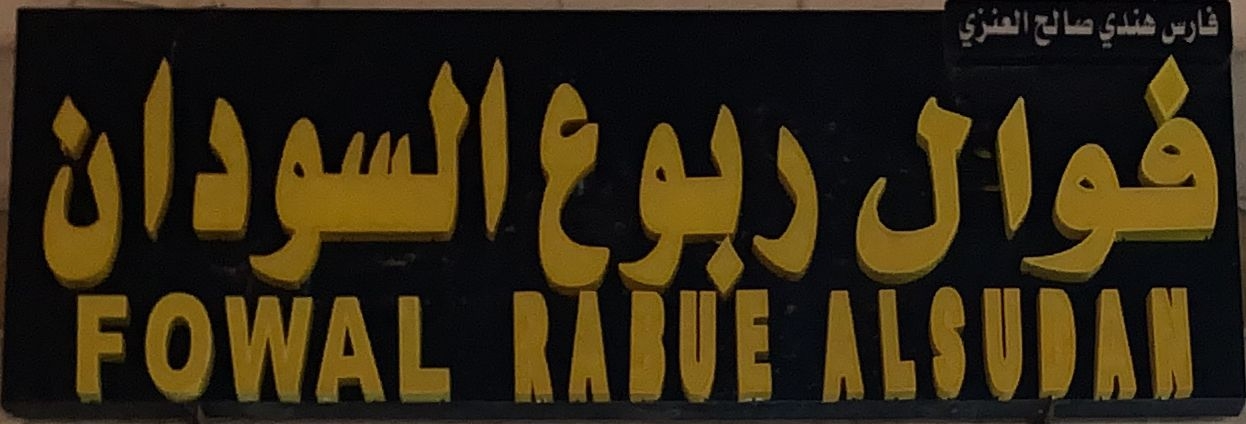 فارس هندي صالح العنزي
فوال ربوع السودان
FOWAL RABUE ALSUDAN